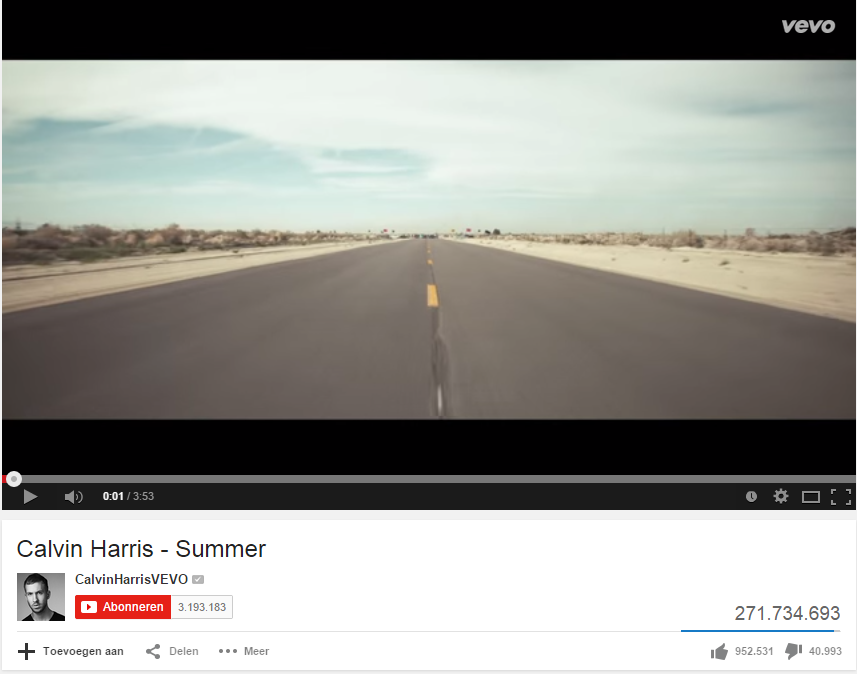 vevo
0:01 / 3:53
Calvin Harris - Summer
CalvinHarrisVEVO
Abonneren 3.193.183
271.734.693
Toevoegen aan Delen Meer 952.531 40.993